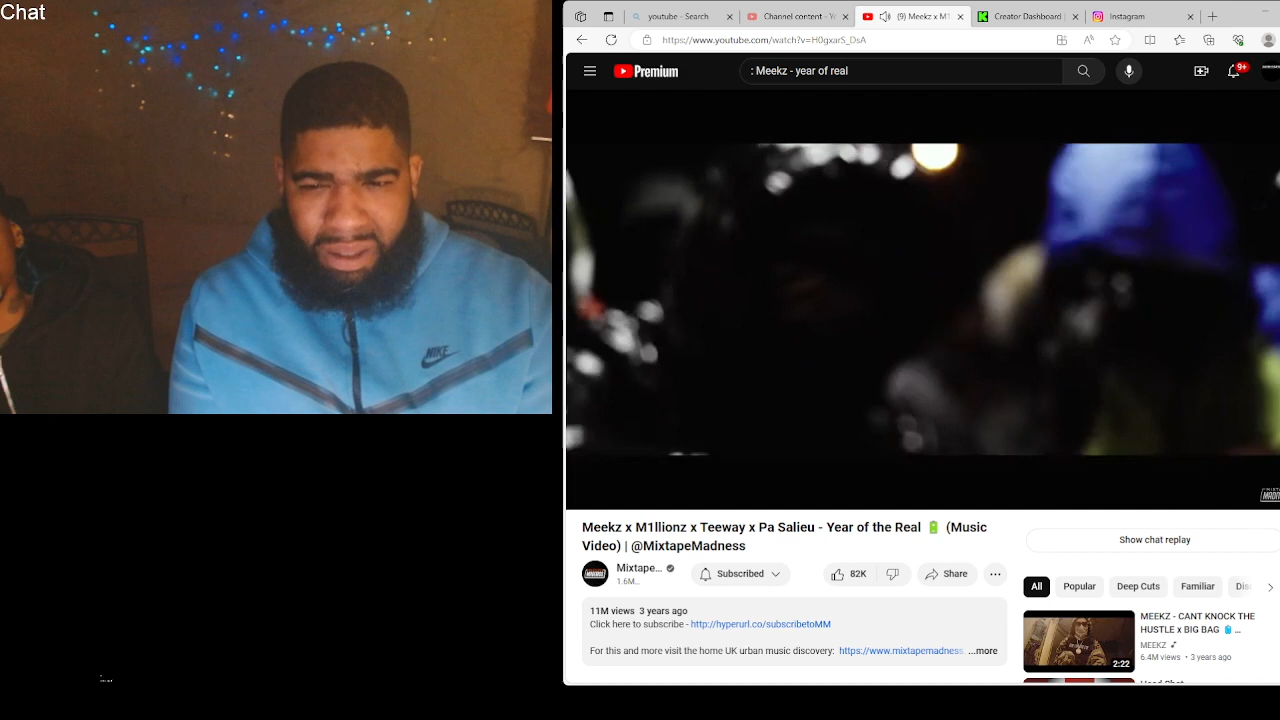 Chat
youtube - Search
Channel content - Y
(9) Meekz x M1
Creator Dashboard
Instagram
https://www.youtube.com/watch?v=H0gxarS_DsA
Premium
: Meekz - year of real
9+
NIKE
Meekz x M1llionz x Teeway x Pa Salieu - Year of the Real 🔋 (Music
Video) | @MixtapeMadness
Mixtape...
1.6M...
Subscribed
82K
Share
11M views 3 years ago
Click here to subscribe - http://hyperurl.co/subscribetoMM
For this and more visit the home UK urban music discovery: https://www.mixtapemadness.
...more
Show chat replay
All
Popular
Deep Cuts
Familiar
MEEKZ - CANT KNOCK THE
HUSTLE x BIG BAG 🧳 ...
MEEKZ
6.4M views • 3 years ago
2:22